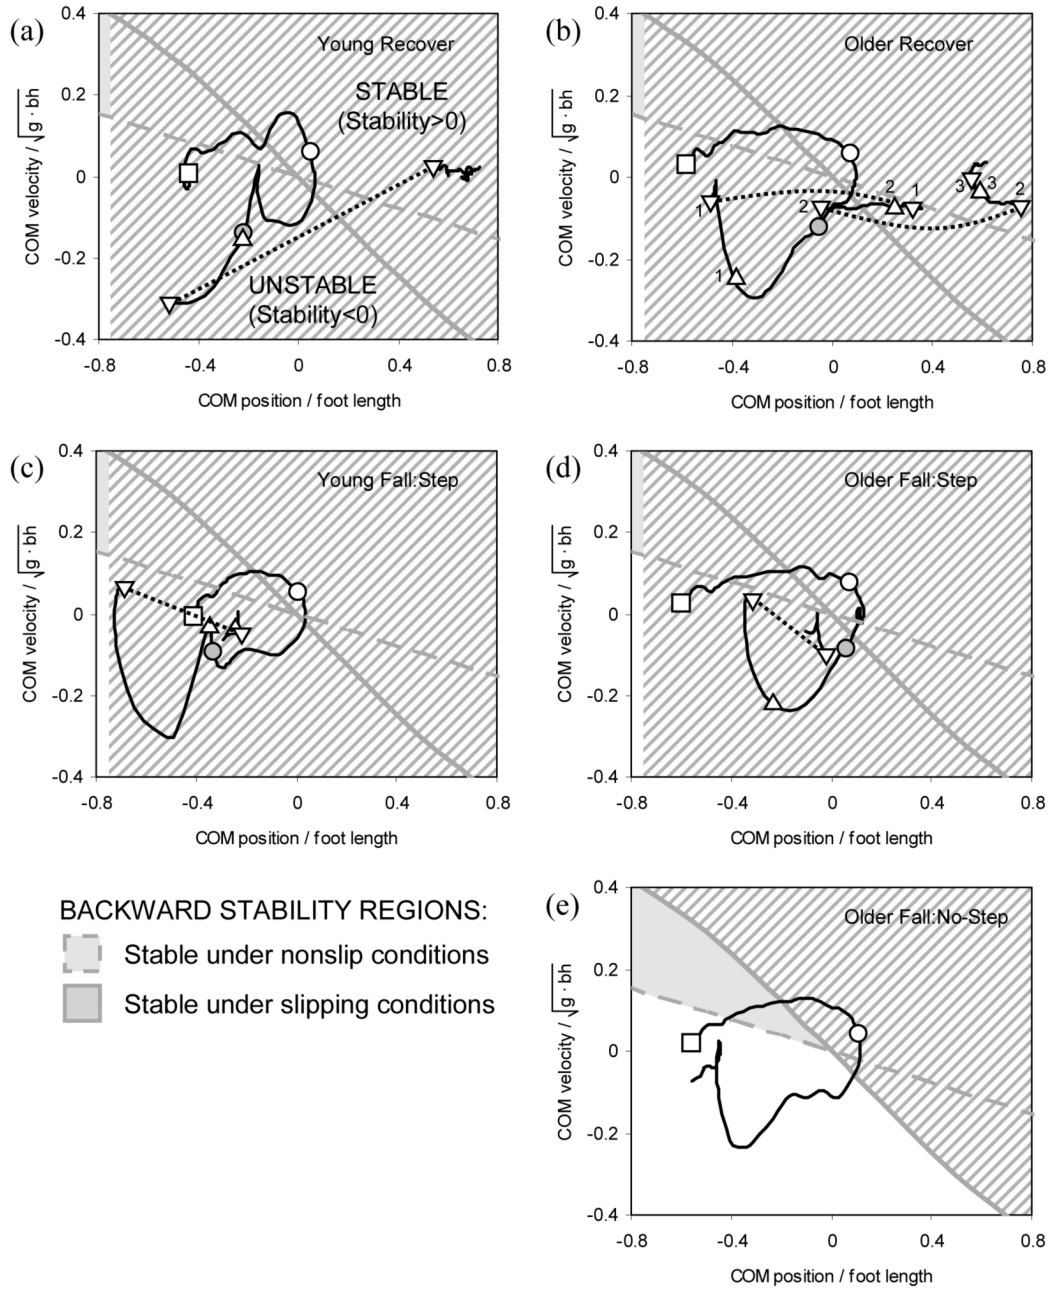 (a)
Young Recover
STABLE
(Stability>0)
UNSTABLE
(Stability<0)
0.4
0.2
0
-0.2
-0.4
COM velocity / √g · bh
-0.8 -0.4 0 0.4 0.8
COM position / foot length
(b)
Older Recover
1
1
2
2
1
3
3
2
0.4
0.2
0
-0.2
-0.4
COM velocity / √g · bh
-0.8 -0.4 0 0.4 0.8
COM position / foot length
(c)
Young Fall:Step
0.4
0.2
0
-0.2
-0.4
COM velocity / √g · bh
-0.8 -0.4 0 0.4 0.8
COM position / foot length
(d)
Older Fall:Step
0.4
0.2
0
-0.2
-0.4
COM velocity / √g · bh
-0.8 -0.4 0 0.4 0.8
COM position / foot length
BACKWARD STABILITY REGIONS:
Stable under nonslip conditions
Stable under slipping conditions
(e)
Older Fall:No-Step
0.4
0.2
0
-0.2
-0.4
COM velocity / √g · bh
-0.8 -0.4 0 0.4 0.8
COM position / foot length